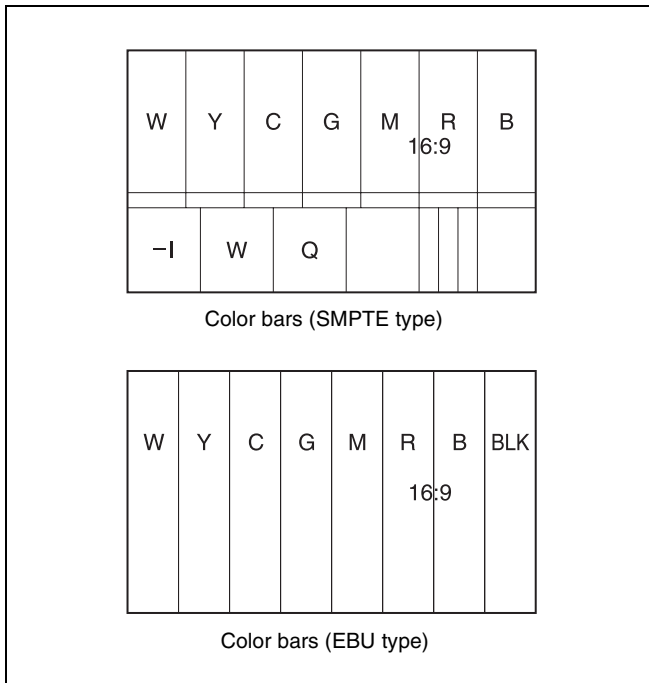 W Y C G M R B
16:9
−I W Q
Color bars (SMPTE type)
W Y C G M R B BLK
16:9
Color bars (EBU type)